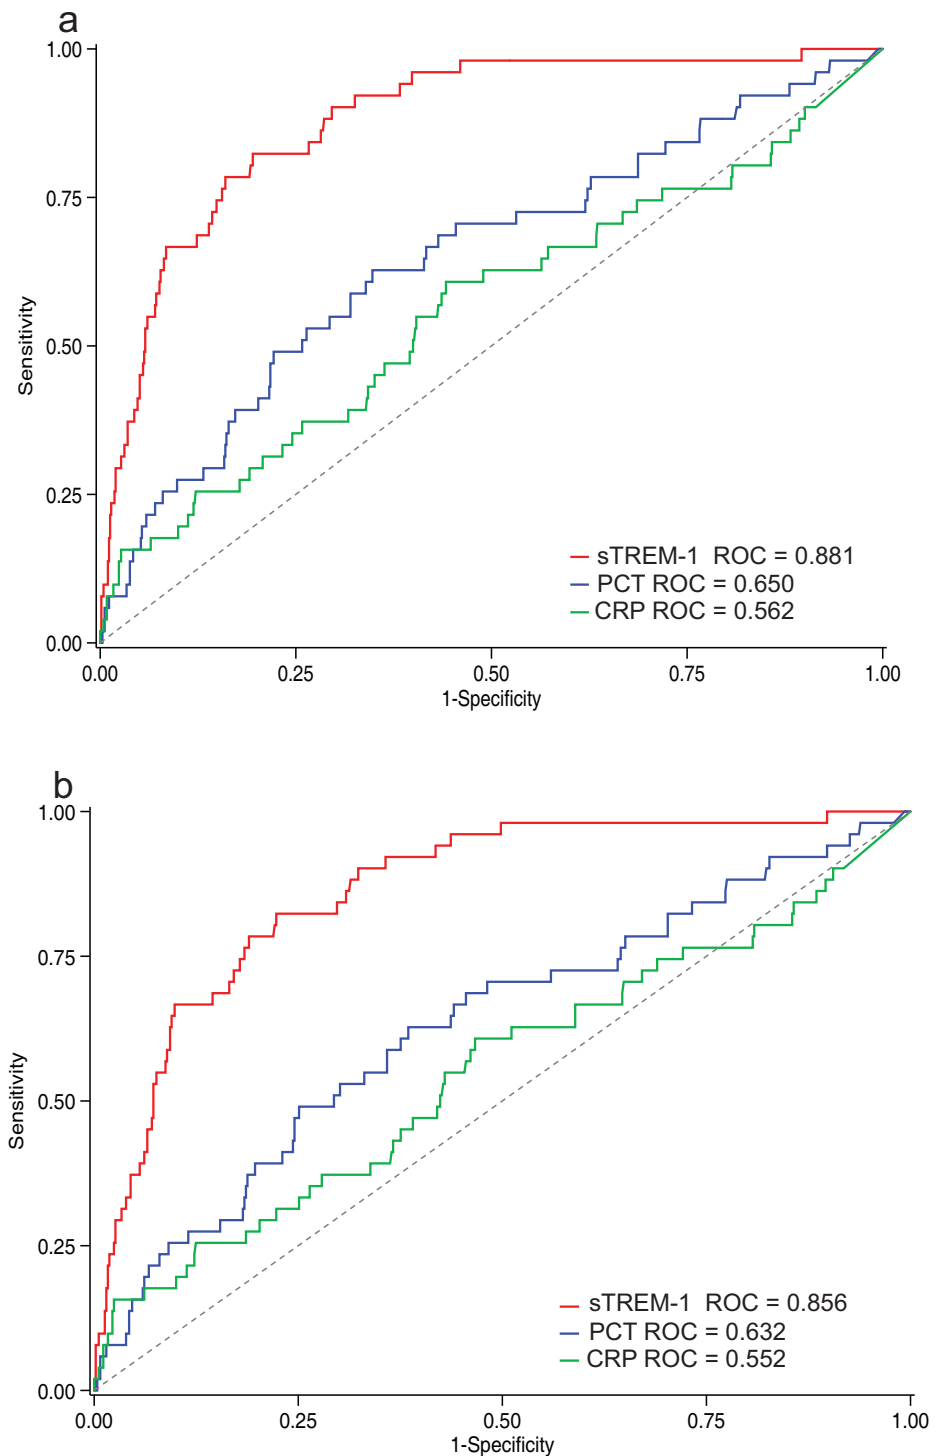 a
1.00
0.75
0.50
0.25
0.00
Sensitivity
sTREM-1 ROC = 0.881
PCT ROC = 0.650
CRP ROC = 0.562
0.00 0.25 0.50 0.75 1.00
1-Specificity
b
1.00
0.75
0.50
0.25
0.00
Sensitivity
sTREM-1 ROC = 0.856
PCT ROC = 0.632
CRP ROC = 0.552
0.00 0.25 0.50 0.75 1.00
1-Specificity